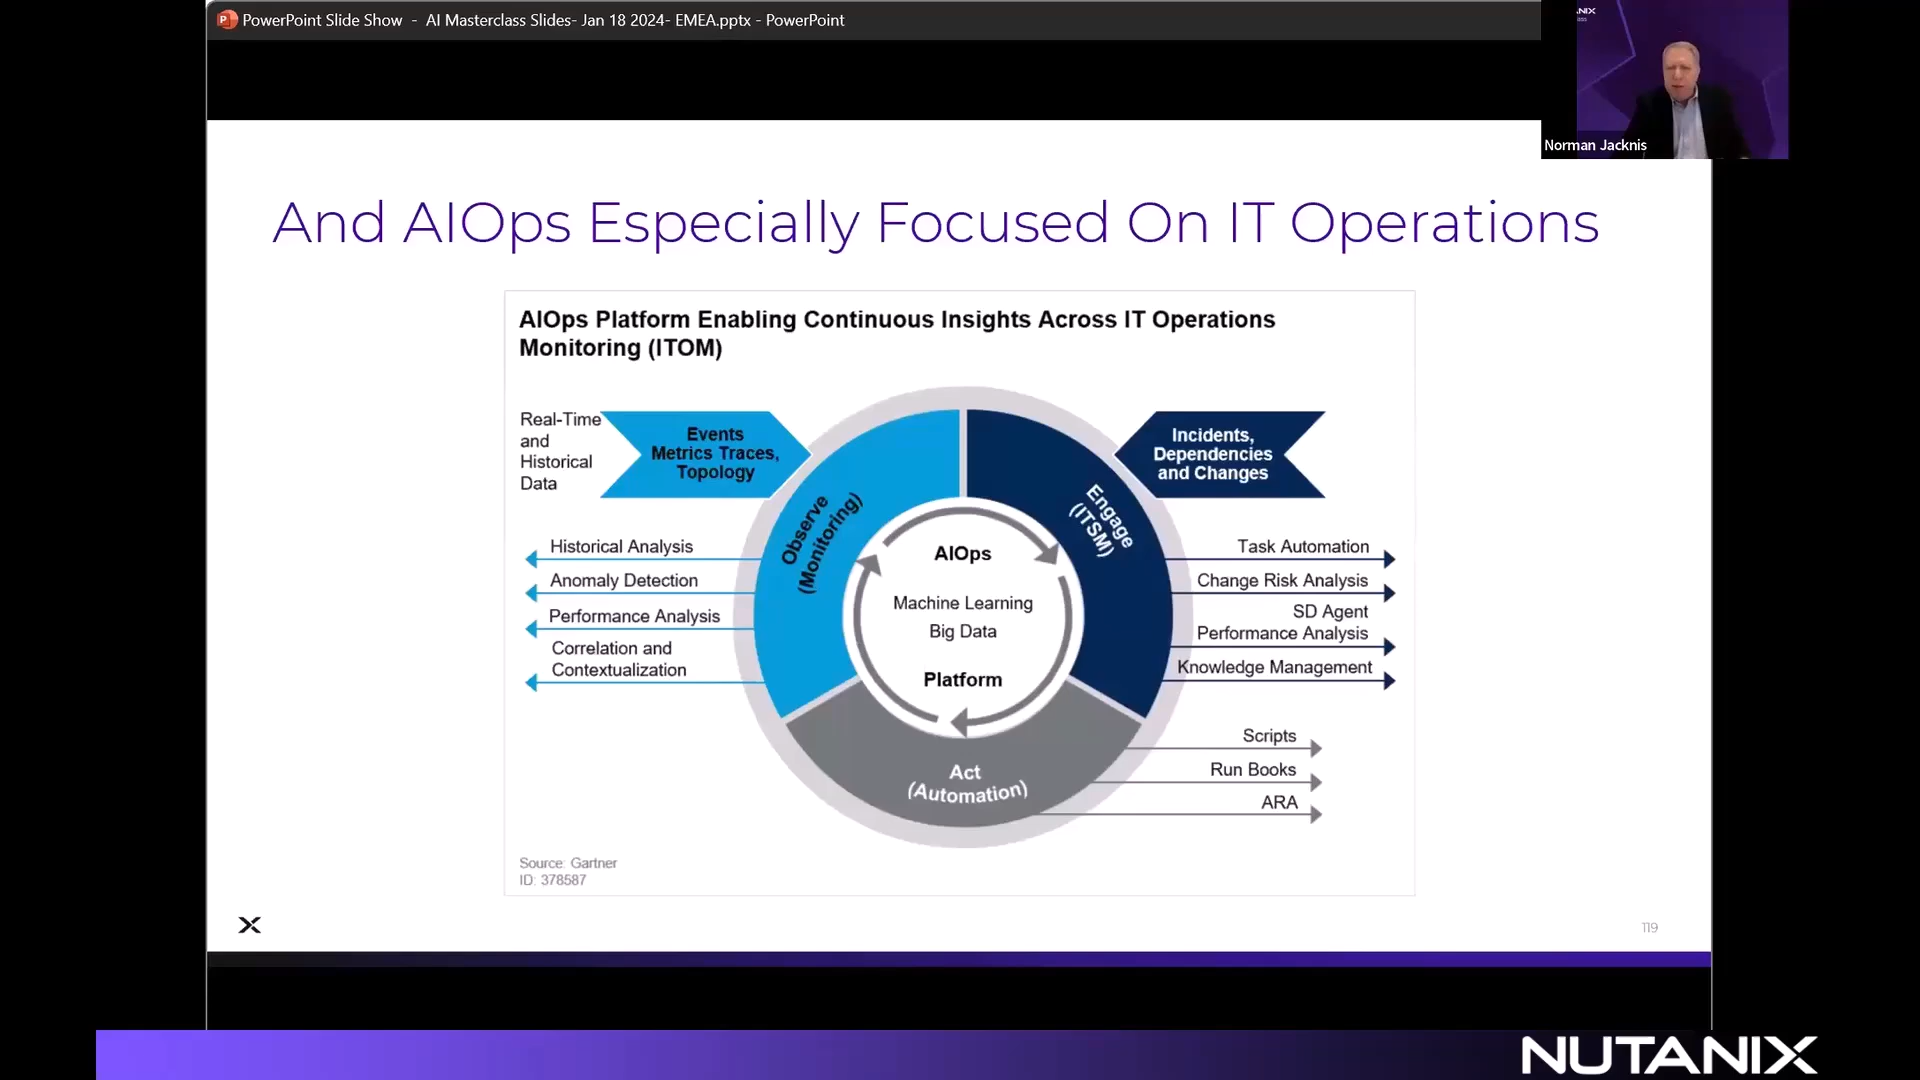 PowerPoint Slide Show - AI Masterclass Slides- Jan 18 2024- EMEA.pptx - PowerPoint
Norman Jacknis
And AIOps Especially Focused On IT Operations
AIOps Platform Enabling Continuous Insights Across IT Operations
Monitoring (ITOM)
Real-Time
and
Historical
Data
Events
Metrics Traces,
Topology
Incidents,
Dependencies
and Changes
Observe
(Monitoring)
Engage
(ITSM)
Historical Analysis
Anomaly Detection
Performance Analysis
Correlation and
Contextualization
AIOps
Machine Learning
Big Data
Platform
Task Automation
Change Risk Analysis
SD Agent
Performance Analysis
Knowledge Management
Act
(Automation)
Scripts
Run Books
ARA
Source: Gartner
ID: 378587
119
NUTANIX